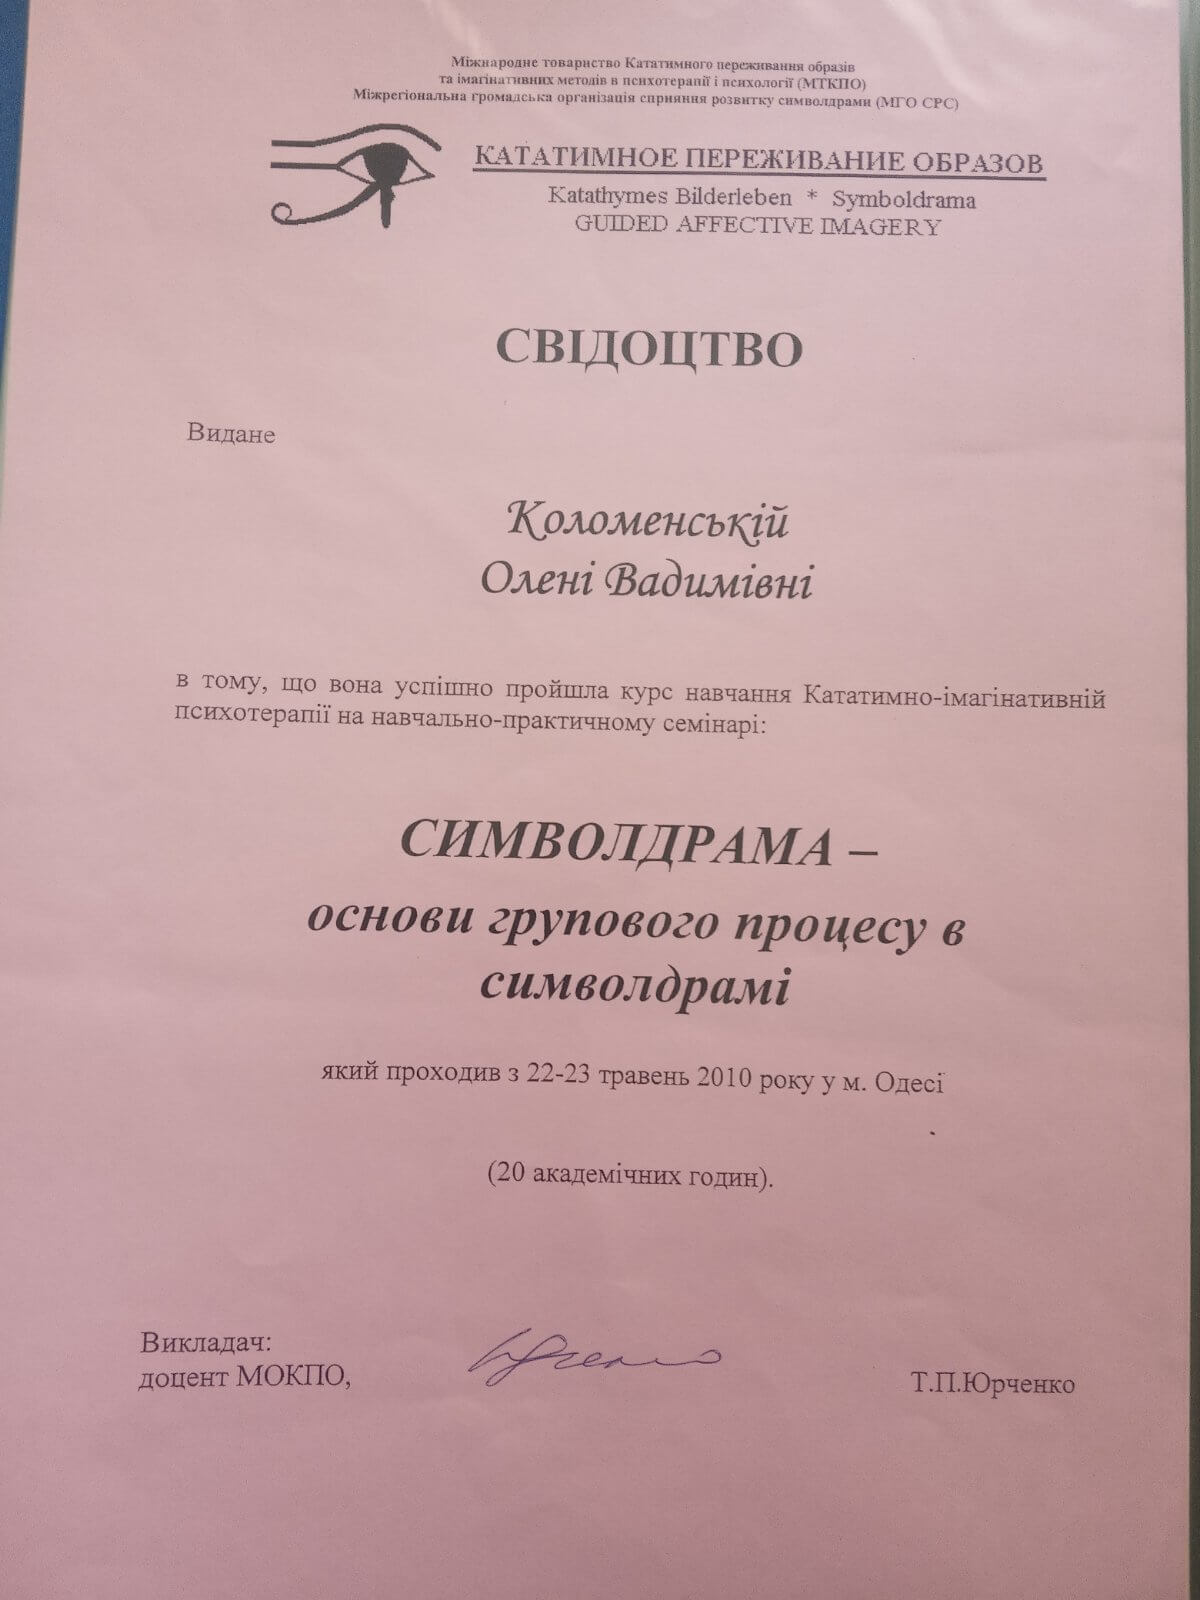 Міжнародне товариство Кататимного переживання образів
та імагінативних методів в психотерапії і психології (МТКПО)
Міжрегіональна громадська організація сприяння розвитку символдрами (МГО СРС)
КАТАТИМНОЕ ПЕРЕЖИВАНИЕ ОБРАЗОВ
Katathymes Bilderleben * Symboldrama
GUIDED AFFECTIVE IMAGERY
СВІДОЦТВО
Видане
Коломенській
Олені Вадимівні
в тому, що вона успішно пройшла курс навчання Кататимно-імагінативній
психотерапії на навчально-практичному семінарі:
СИМВОЛДРАМА –
основи групового процесу в
символдрамі
який проходив з 22-23 травень 2010 року у м. Одесі
(20 академічних годин).
Викладач:
доцент МОКПО,
Т.П.Юрченко